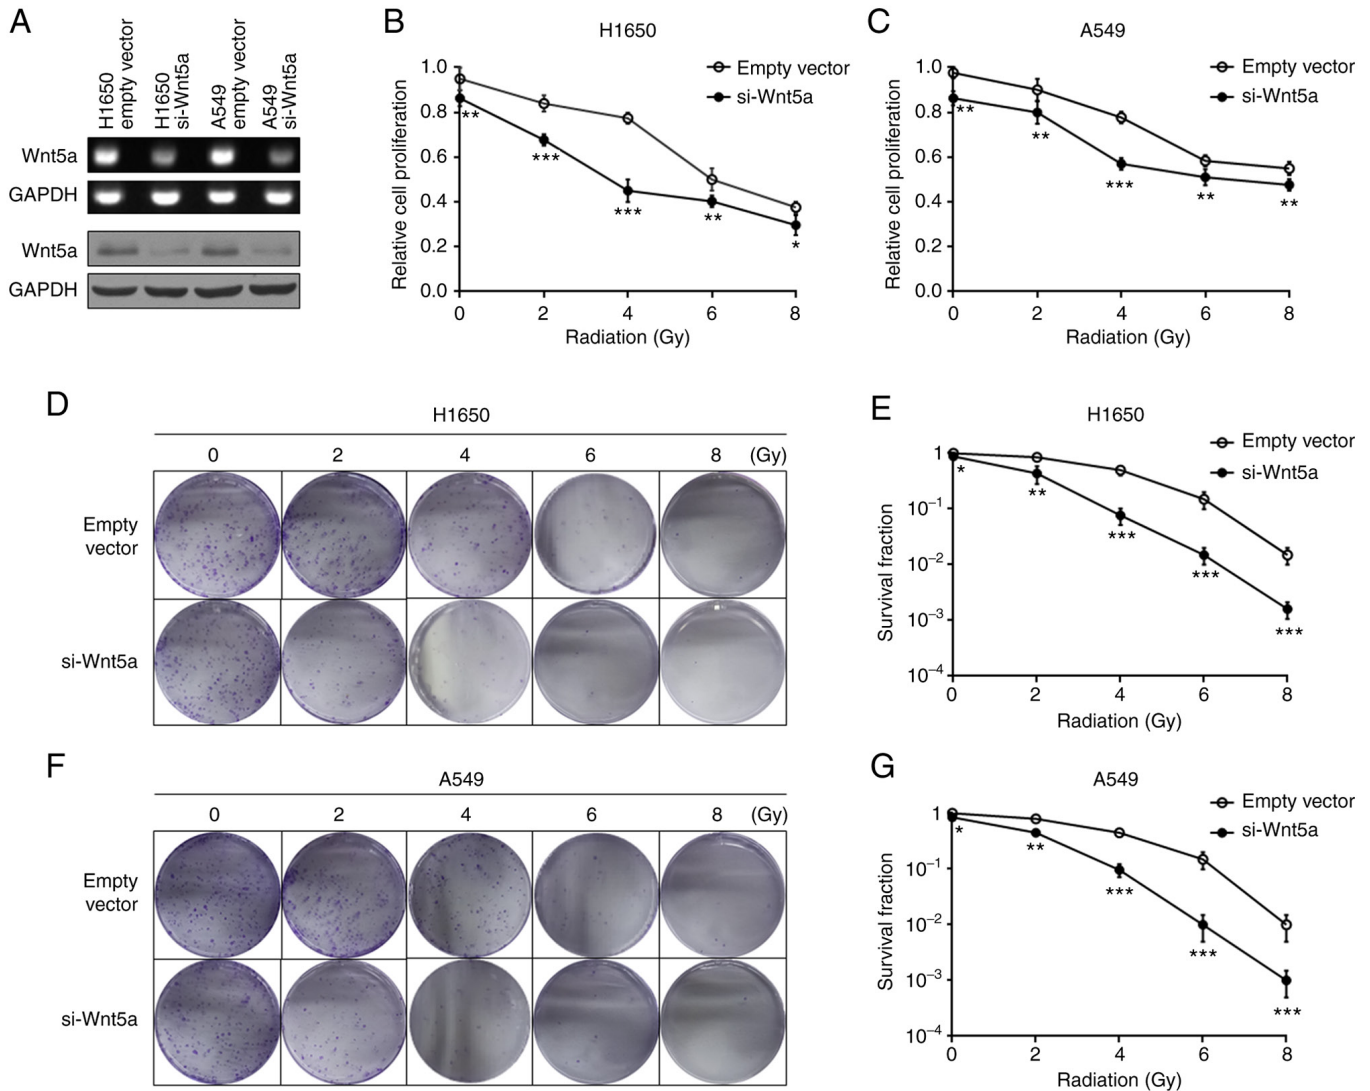 A
H1650
empty vector
H1650
si-Wnt5a
A549
empty vector
A549
si-Wnt5a
Wnt5a
GAPDH
Wnt5a
GAPDH
B
H1650
Empty vector
si-Wnt5a
Relative cell proliferation
1.0
0.8
0.6
0.4
0.2
0.0
**
***
***
**
*
0 2 4 6 8
Radiation (Gy)
C
A549
Empty vector
si-Wnt5a
Relative cell proliferation
1.0
0.8
0.6
0.4
0.2
0.0
**
**
***
**
**
0 2 4 6 8
Radiation (Gy)
D
H1650
0 2 4 6 8 (Gy)
Empty
vector
si-Wnt5a
E
H1650
Empty vector
si-Wnt5a
Survival fraction
1
10⁻¹
10⁻²
10⁻³
10⁻⁴
*
**
***
***
***
0 2 4 6 8
Radiation (Gy)
F
A549
0 2 4 6 8 (Gy)
Empty
vector
si-Wnt5a
G
A549
Empty vector
si-Wnt5a
Survival fraction
1
10⁻¹
10⁻²
10⁻³
10⁻⁴
*
**
***
***
***
0 2 4 6 8
Radiation (Gy)